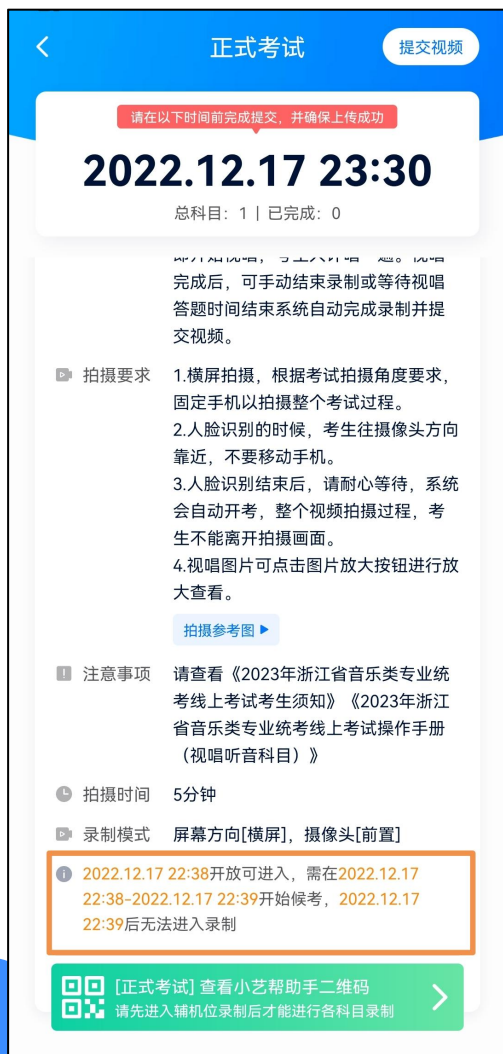 正式考试
提交视频
请在以下时间前完成提交，并确保上传成功
2022.12.17 23:30
总科目：1 | 已完成：0
完成后，可手动结束录制或等待视唱
答题时间结束系统自动完成录制并提
交视频。
拍摄要求
1.横屏拍摄，根据考试拍摄角度要求，
固定手机以拍摄整个考试过程。
2.人脸识别的时候，考生往摄像头方向
靠近，不要移动手机。
3.人脸识别结束后，请耐心等待，系统
会自动开考，整个视频拍摄过程，考
生不能离开拍摄画面。
4.视唱图片可点击图片放大按钮进行放
大查看。
拍摄参考图
注意事项
请查看《2023年浙江省音乐类专业统
考线上考试考生须知》《2023年浙江
省音乐类专业统考线上考试操作手册
（视唱听音科目）》
拍摄时间
5分钟
录制模式
屏幕方向[横屏]，摄像头[前置]
2022.12.17 22:38开放可进入，需在2022.12.17
22:38-2022.12.17 22:39开始候考，2022.12.17
22:39后无法进入录制
[正式考试] 查看小艺帮助手二维码
请先进入辅机位录制后才能进行各科目录制